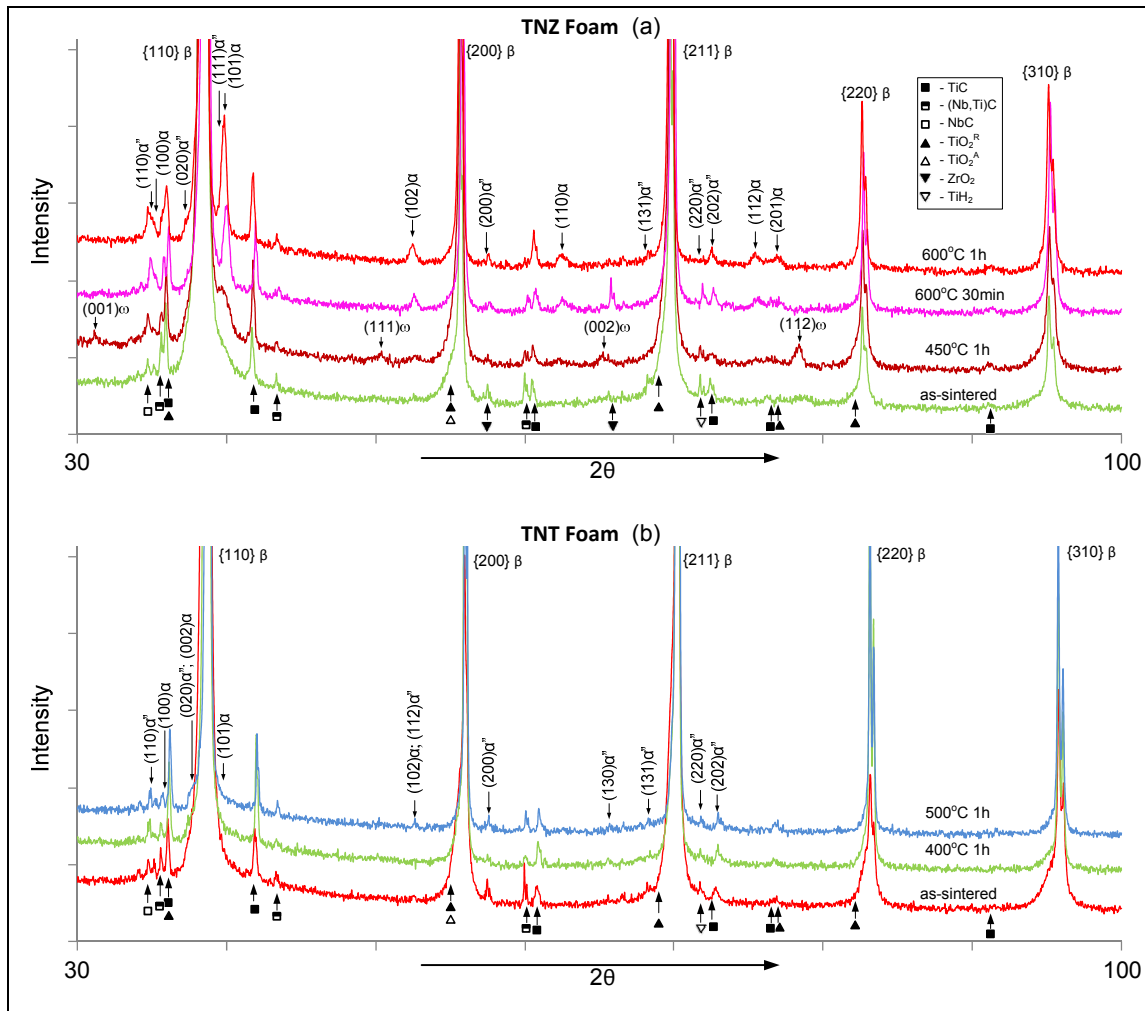 TNZ Foam (a)
{110} β
(111)α”
(101)α
{200} β
{211} β
{220} β
{310} β
(110)α”
(100)α
(020)α”
(102)α
(200)α”
(110)α
(131)α”
(220)α”
(202)α”
(112)α
(201)α
- TiC
- (Nb,Ti)C
- NbC
- TiO2R
- TiO2A
- ZrO2
- TiH2
600oC 1h
600oC 30min
(001)ω
(111)ω
(002)ω
(112)ω
450oC 1h
as-sintered
Intensity
30
2θ
100
TNT Foam (b)
{110} β
{200} β
{211} β
{220} β
{310} β
(110)α”
(100)α
(020)α”; (002)α
(101)α
(102)α; (112)α”
(200)α”
(130)α”
(131)α”
(220)α”
(202)α”
500oC 1h
400oC 1h
as-sintered
Intensity
30
2θ
100